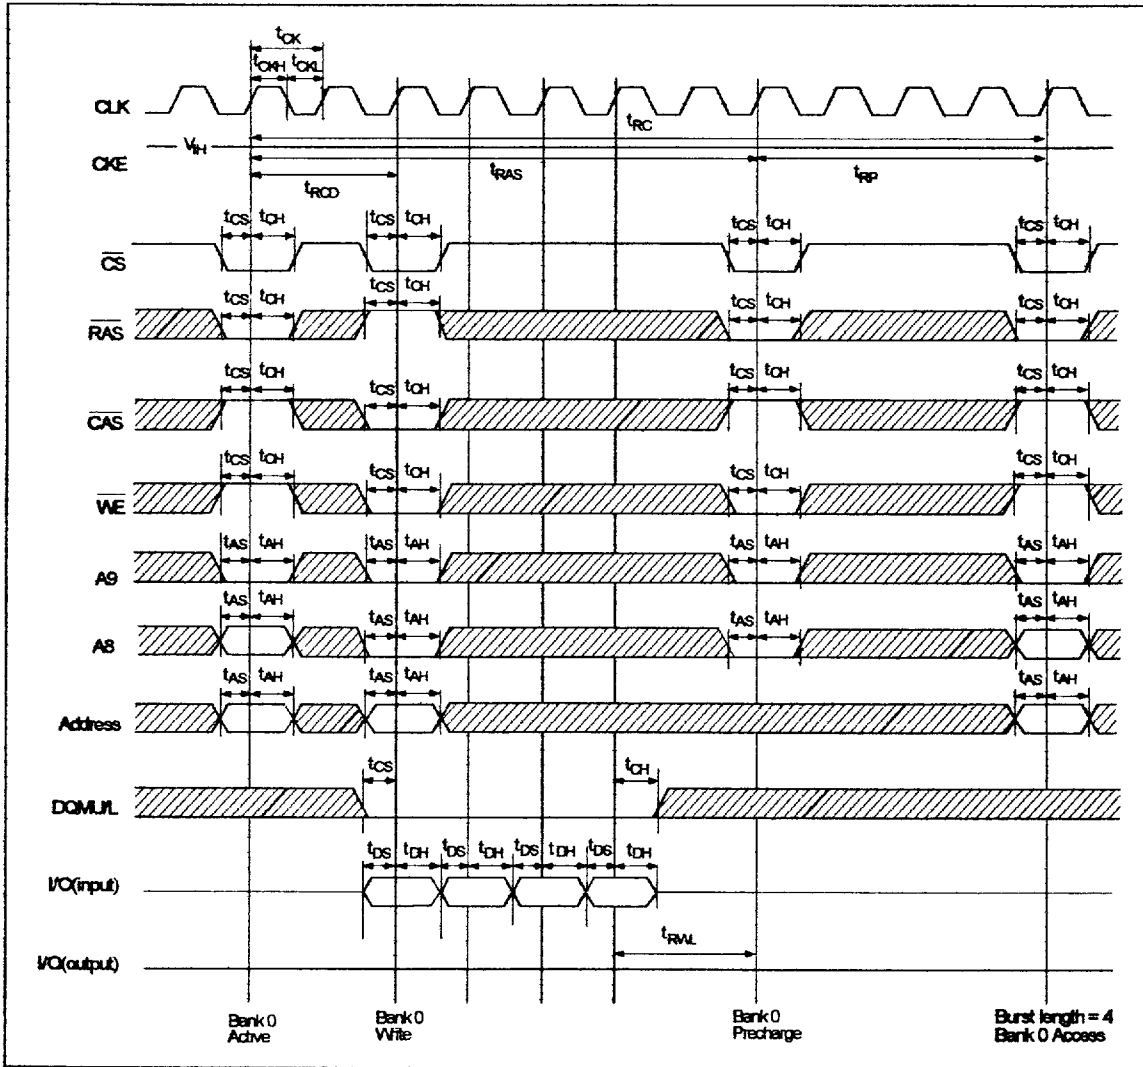 tCK
tCKH tCKL
CLK
tRC
VIH
CKE
tRAS tRP
tRCD
tCS tCH tCS tCH tCS tCH tCS tCH
CS
tCS tCH tCS tCH tCS tCH tCS tCH
RAS
tCS tCH tCS tCH tCS tCH tCS tCH
CAS
tCS tCH tCS tCH tCS tCH tCS tCH
WE
tAS tAH tAS tAH tAS tAH tAS tAH
A9
tAS tAH tAS tAH tAS tAH tAS tAH
A8
tAS tAH tAS tAH tAS tAH
Address
tCS tCH
DQMU/L
tDS tDH tDS tDH tDS tDH tDS tDH
I/O(input)
tRWL
I/O(output)
Bank 0
Active
Bank 0
Write
Bank 0
Precharge
Burst length = 4
Bank 0 Access